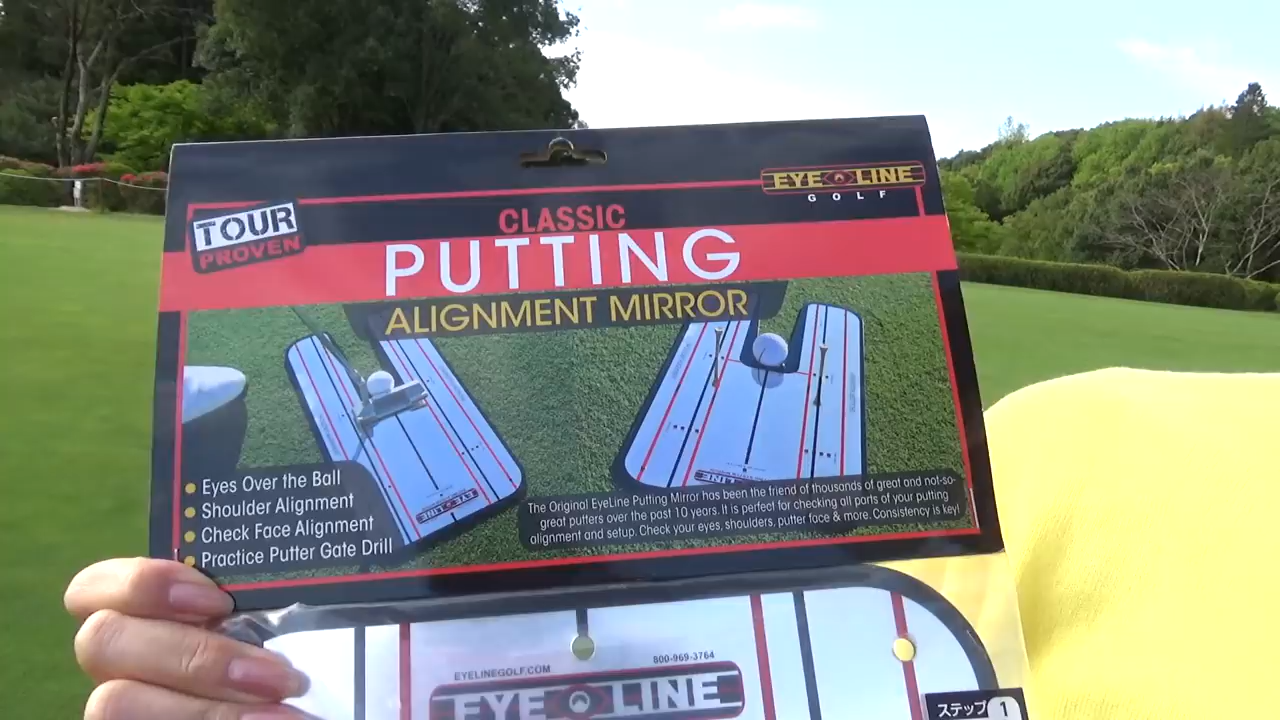 EYE LINE
GOLF
TOUR
PROVEN
CLASSIC
PUTTING
ALIGNMENT MIRROR
Eyes Over the Ball
Shoulder Alignment
Check Face Alignment
Practice Putter Gate Drill
EYE LINE
EYE LINE
The Original EyeLine Putting Mirror has been the friend of thousands of great and not-so-
great putters over the past 10 years. It is perfect for checking all parts of your putting
alignment and setup. Check your eyes, shoulders, putter face & more. Consistency is key!
EYELINEGOLF.COM
800-969-3764
EYE LINE
ステップ 1